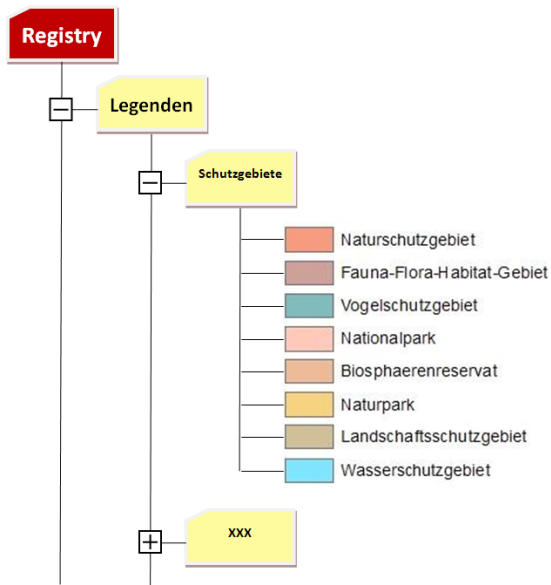 Registry
Legenden
Schutzgebiete
Naturschutzgebiet
Fauna-Flora-Habitat-Gebiet
Vogelschutzgebiet
Nationalpark
Biosphaerenreservat
Naturpark
Landschaftsschutzgebiet
Wasserschutzgebiet
XXX